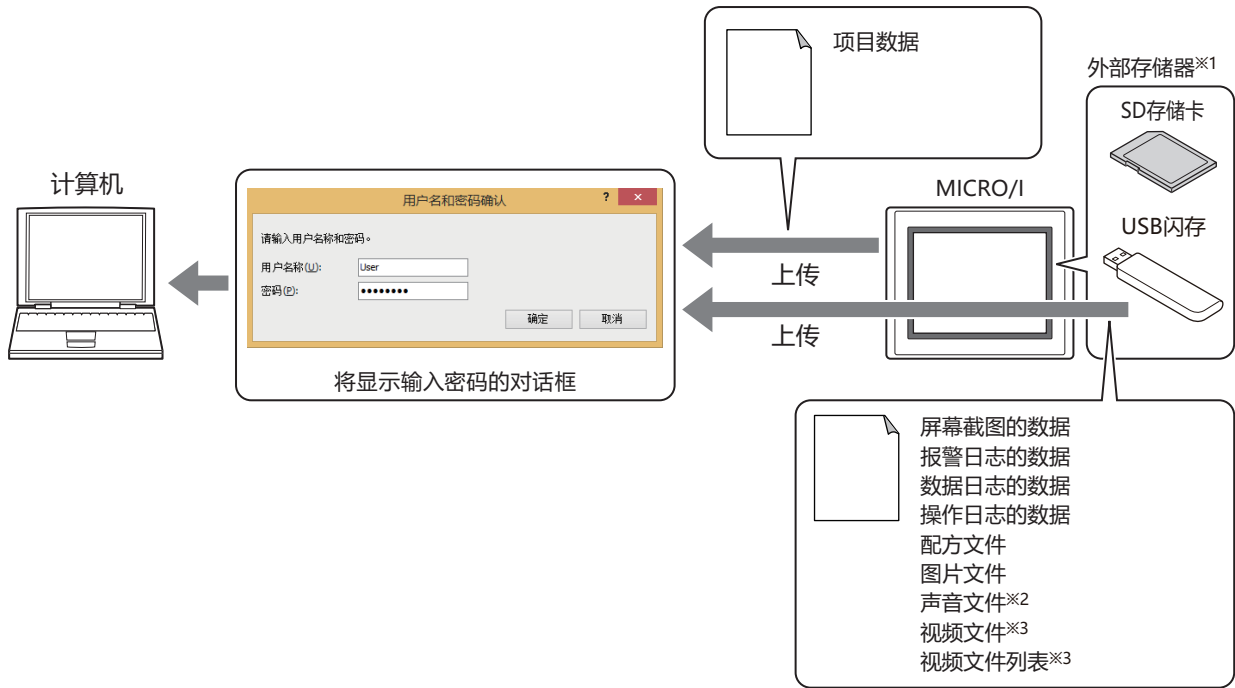 项目数据
外部存储器※1
SD存储卡
USB闪存
计算机
用户名和密码确认
? ×
请输入用户名称和密码。
用户名称(U): User
密码(P): ●●●●●●●●
确定 取消
将显示输入密码的对话框
上传
上传
MICRO/I
屏幕截图的数据
报警日志的数据
数据日志的数据
操作日志的数据
配方文件
图片文件
声音文件※2
视频文件※3
视频文件列表※3